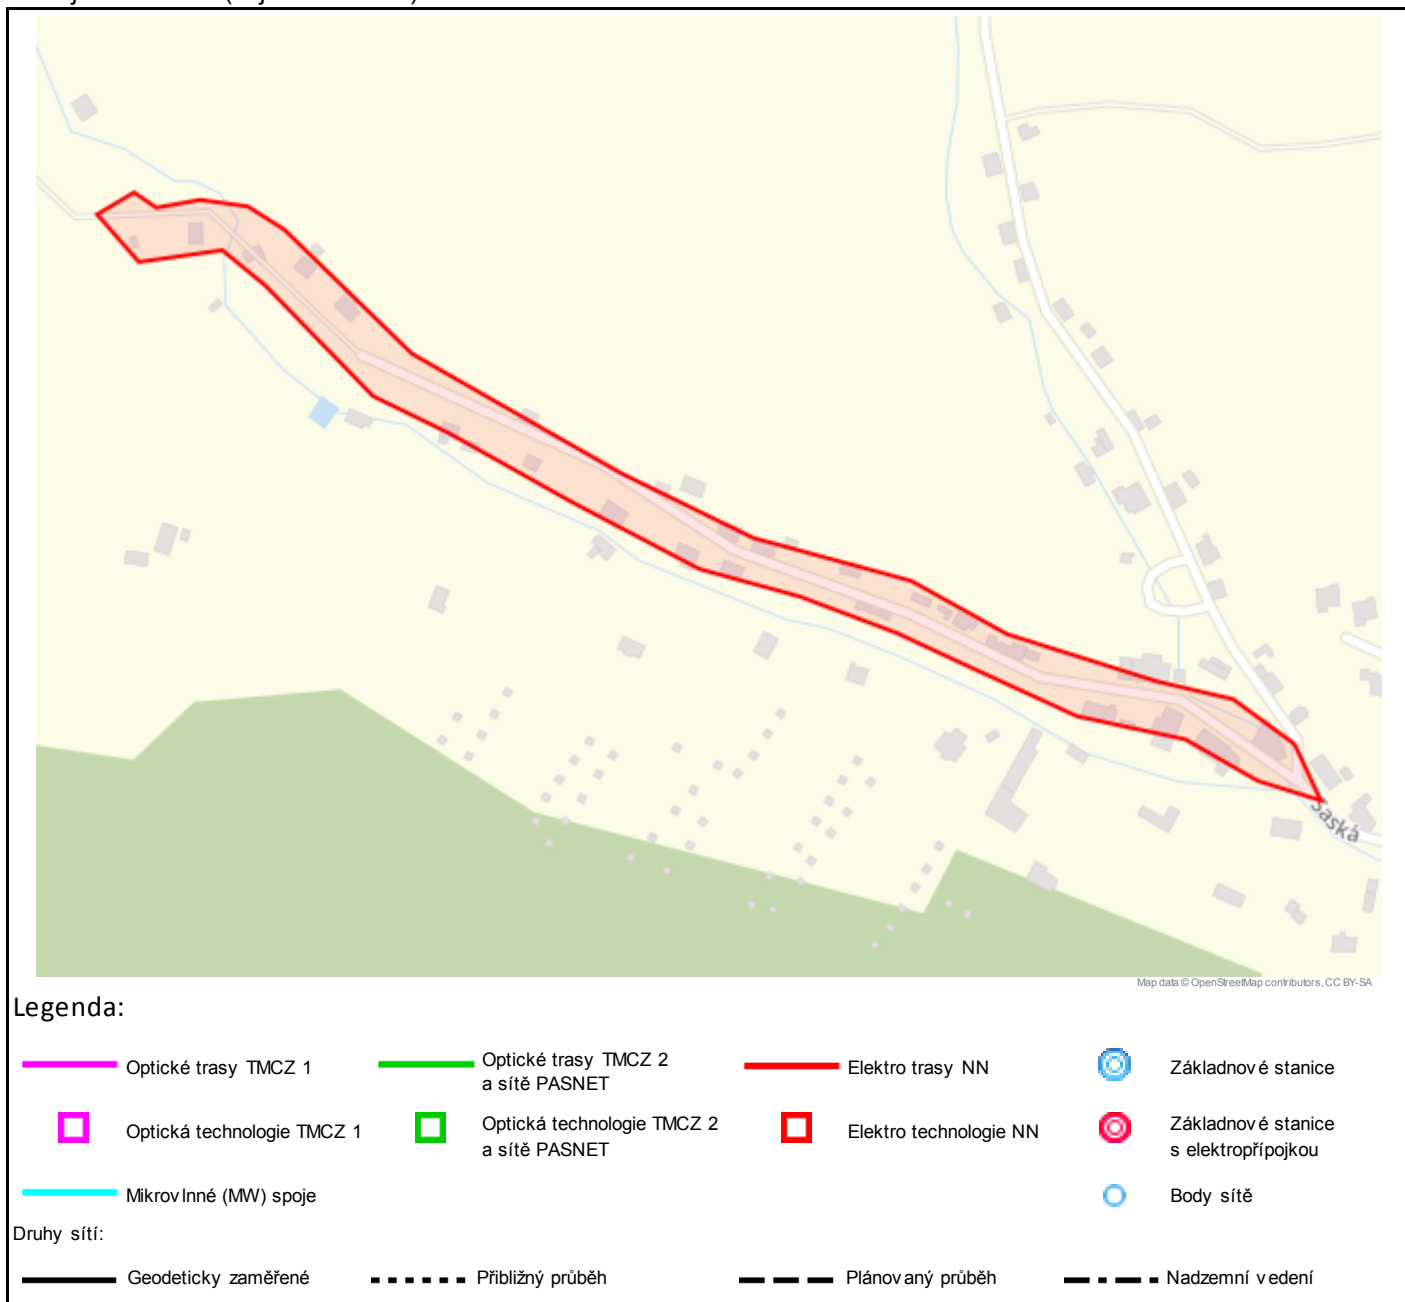 Saská
Map data © OpenStreetMap contributors, CC BY-SA
Legenda:
Optické trasy TMCZ 1
Optické trasy TMCZ 2
a sítě PASNET
Elektro trasy NN
Základnové stanice
Optická technologie TMCZ 1
Optická technologie TMCZ 2
a sítě PASNET
Elektro technologie NN
Základnové stanice
s elektropřípojkou
Mikrovlnné (MW) spoje
Body sítě
Druhy sítí:
Geodeticky zaměřené
Přibližný průběh
Plánovaný průběh
Nadzemní vedení